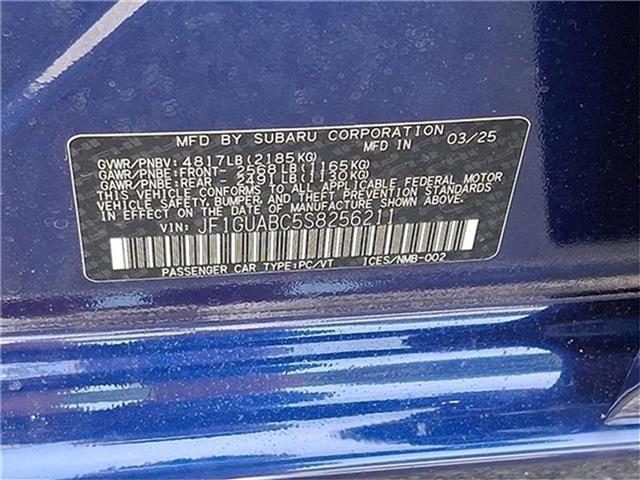 MFD BY SUBARU CORPORATION
MFD IN 03/25
GVWR/PNBV: 4817LB(2185KG)
GAWR/PNBE:FRONT- 2568LB(1165KG)
GAWR/PNBE:REAR - 2491LB(1130KG)
THIS VEHICLE CONFORMS TO ALL APPLICABLE FEDERAL MOTOR
VEHICLE SAFETY, BUMPER, AND THEFT PREVENTION STANDARDS
IN EFFECT ON THE DATE OF MANUFACTURE SHOWN ABOVE.
VIN: JF1GUABC5S8256211
PASSENGER CAR TYPE:PC/VT ICES/NMB-002